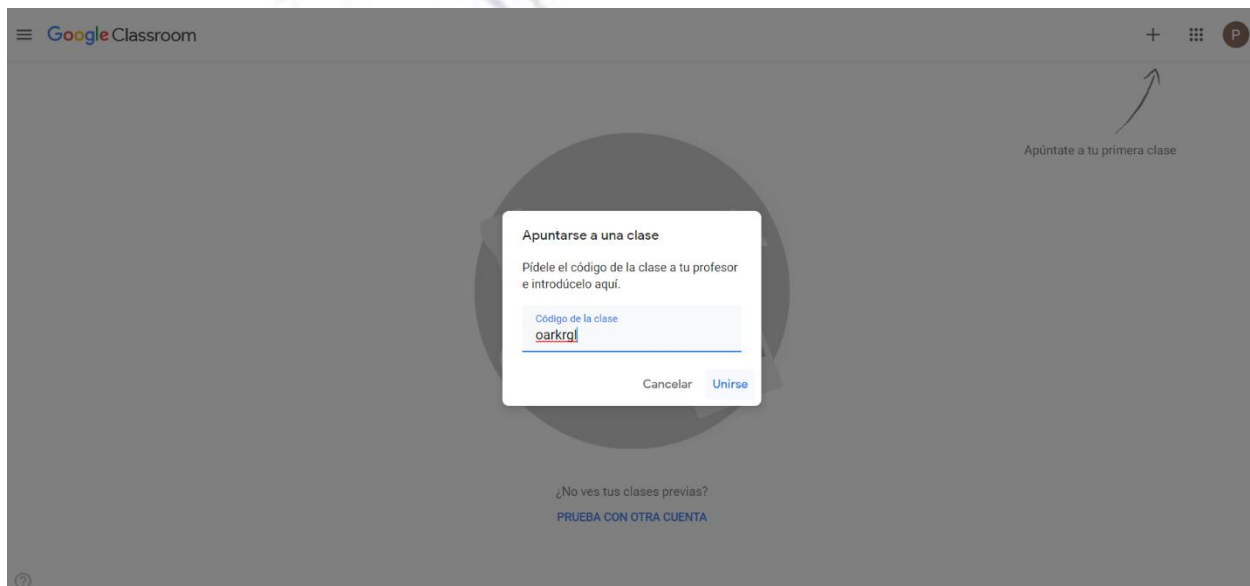 Google Classroom
P
Apúntate a tu primera clase
Apuntarse a una clase
Pídele el código de la clase a tu profesor
e introdúcelo aquí.
Código de la clase
oarkrgl
Cancelar Unirse
¿No ves tus clases previas?
PRUEBA CON OTRA CUENTA